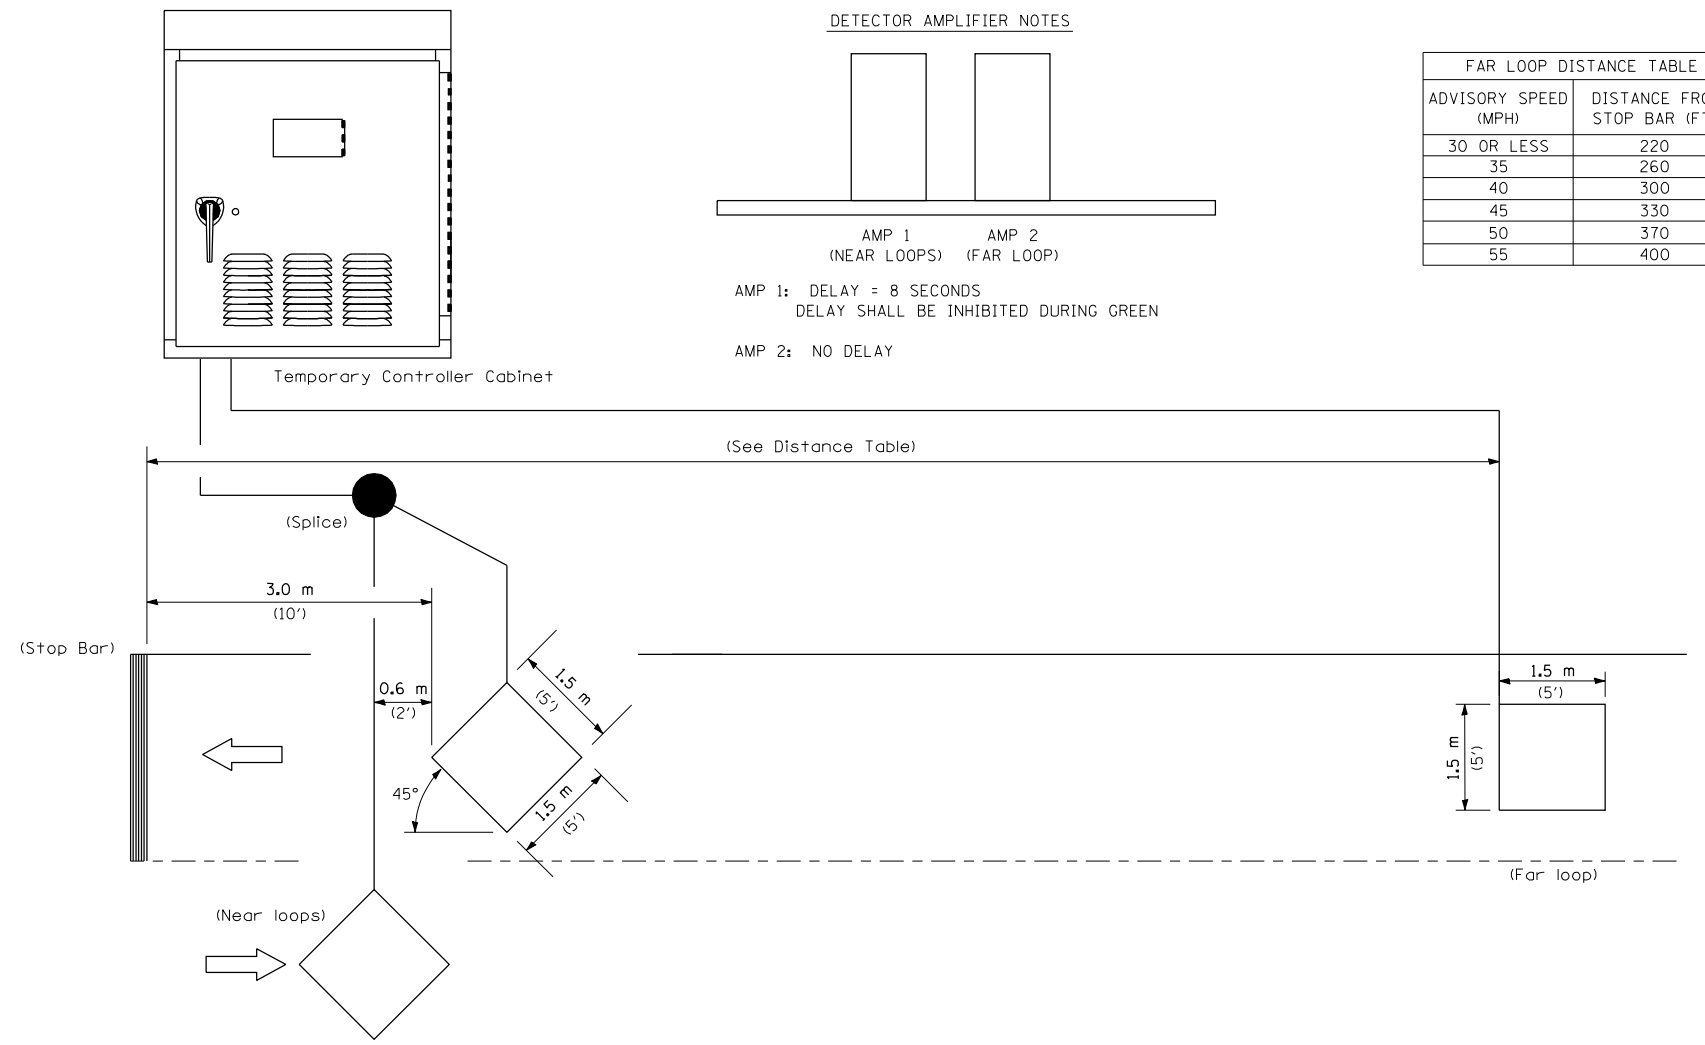 DETECTOR AMPLIFIER NOTES
AMP 1
(NEAR LOOPS)
AMP 2
(FAR LOOP)
AMP 1: DELAY = 8 SECONDS
DELAY SHALL BE INHIBITED DURING GREEN
AMP 2: NO DELAY
FAR LOOP DISTANCE TABLE
ADVISORY SPEED
(MPH)
DISTANCE
STOP BAR
30 OR LESS 220
35 260
40 300
45 330
50 370
55 400
Temporary Controller Cabinet
(See Distance Table)
(Splice)
3.0 m
(10')
(Stop Bar)
0.6 m
(2')
1.5 m
(5')
45°
1.5 m
(5')
1.5 m
(5')
1.5 m
(5')
(Far loop)
(Near loops)